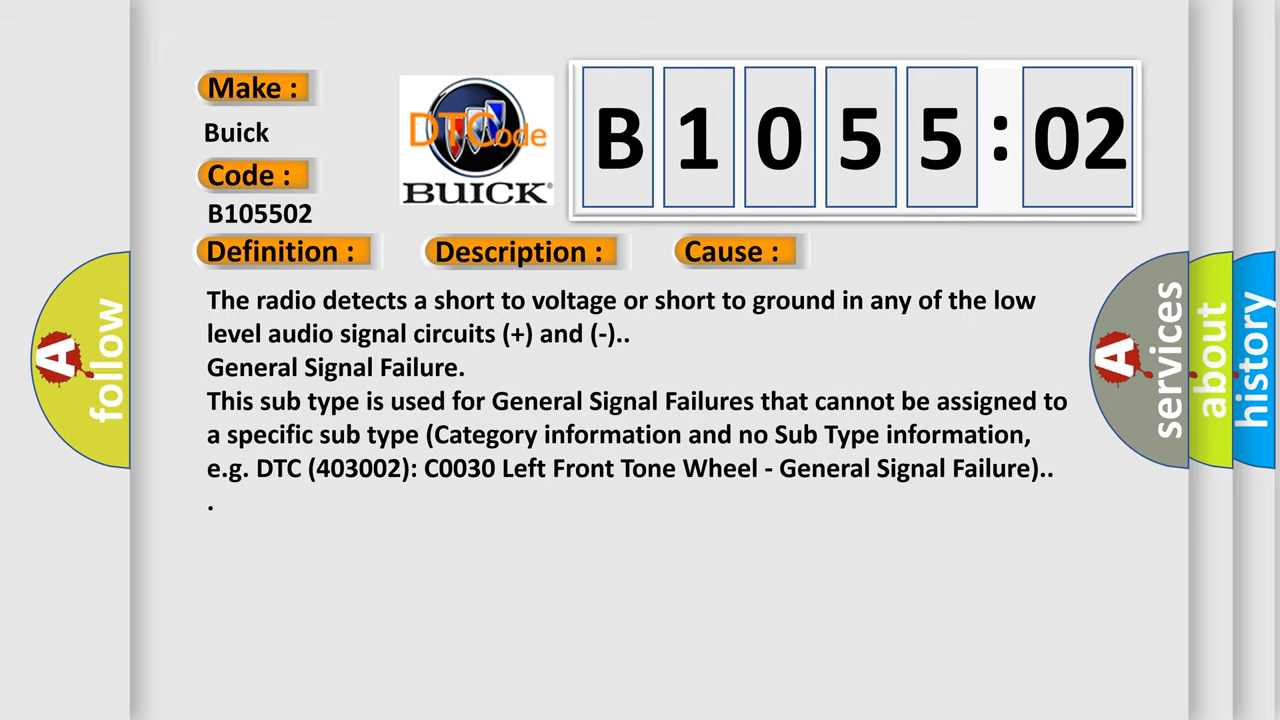 Make :
Buick
Code :
B105502
DTCode
BUICK®
B 1 0 5 5 : 02
Definition :
Description :
Cause :
The radio detects a short to voltage or short to ground in any of the low
level audio signal circuits (+) and (-)..
General Signal Failure.
This sub type is used for General Signal Failures that cannot be assigned to
a specific sub type (Category information and no Sub Type information,
e.g. DTC (403002): C0030 Left Front Tone Wheel - General Signal Failure)..
.
A
follow
A
services
about
history